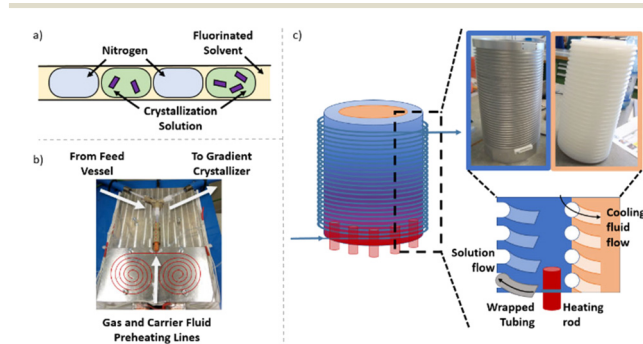 a)
Nitrogen
Fluorinated
Solvent
Crystallization
Solution
b)
From Feed
Vessel
To Gradient
Crystallizer
Gas and Carrier Fluid
Preheating Lines
c)
Cooling
fluid
flow
Solution
flow
Wrapped
Tubing
Heating
rod